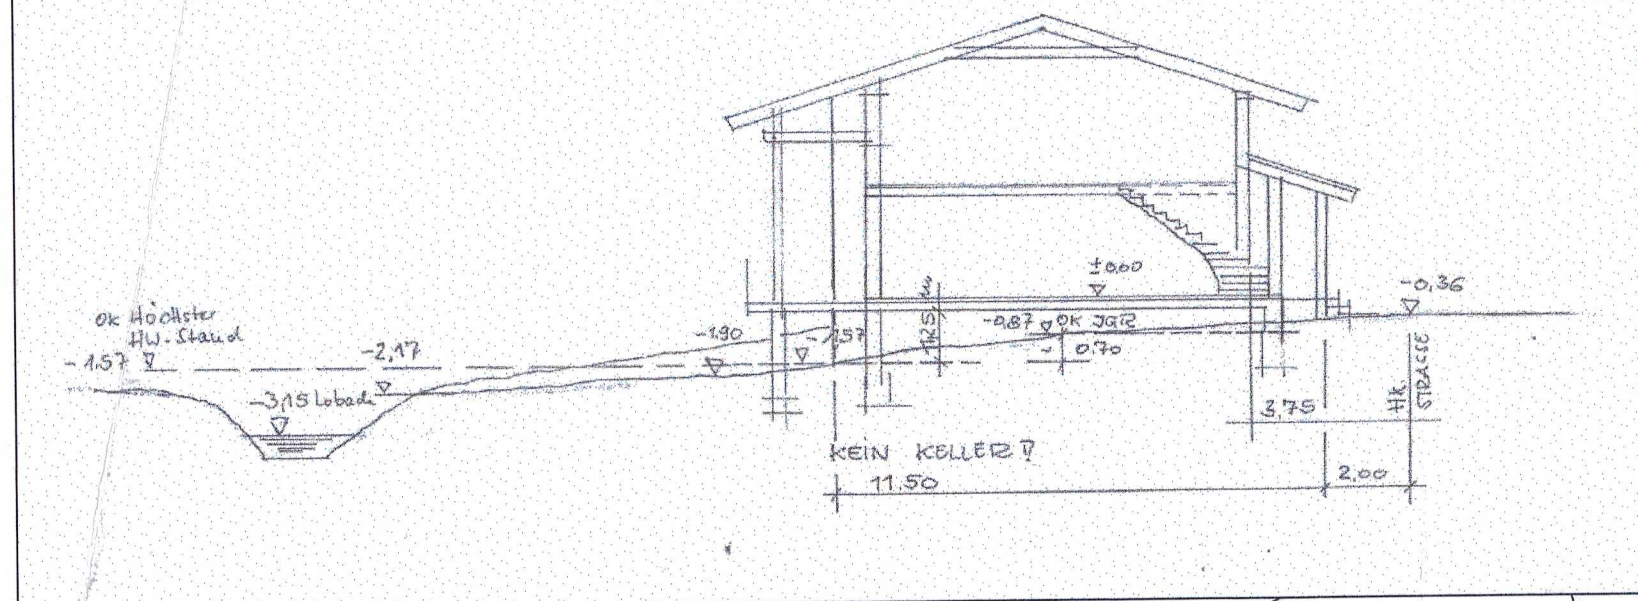 ±0.00
-0,36
OK Höchster
HW-Stand
-1.57
-2,17
-1.90
-1,57
1.25
-0.87 OK IGR
0.70
-3,15 Lobach
HK
STRASSE
3,75
KEIN KELLER!
11.50
2.00